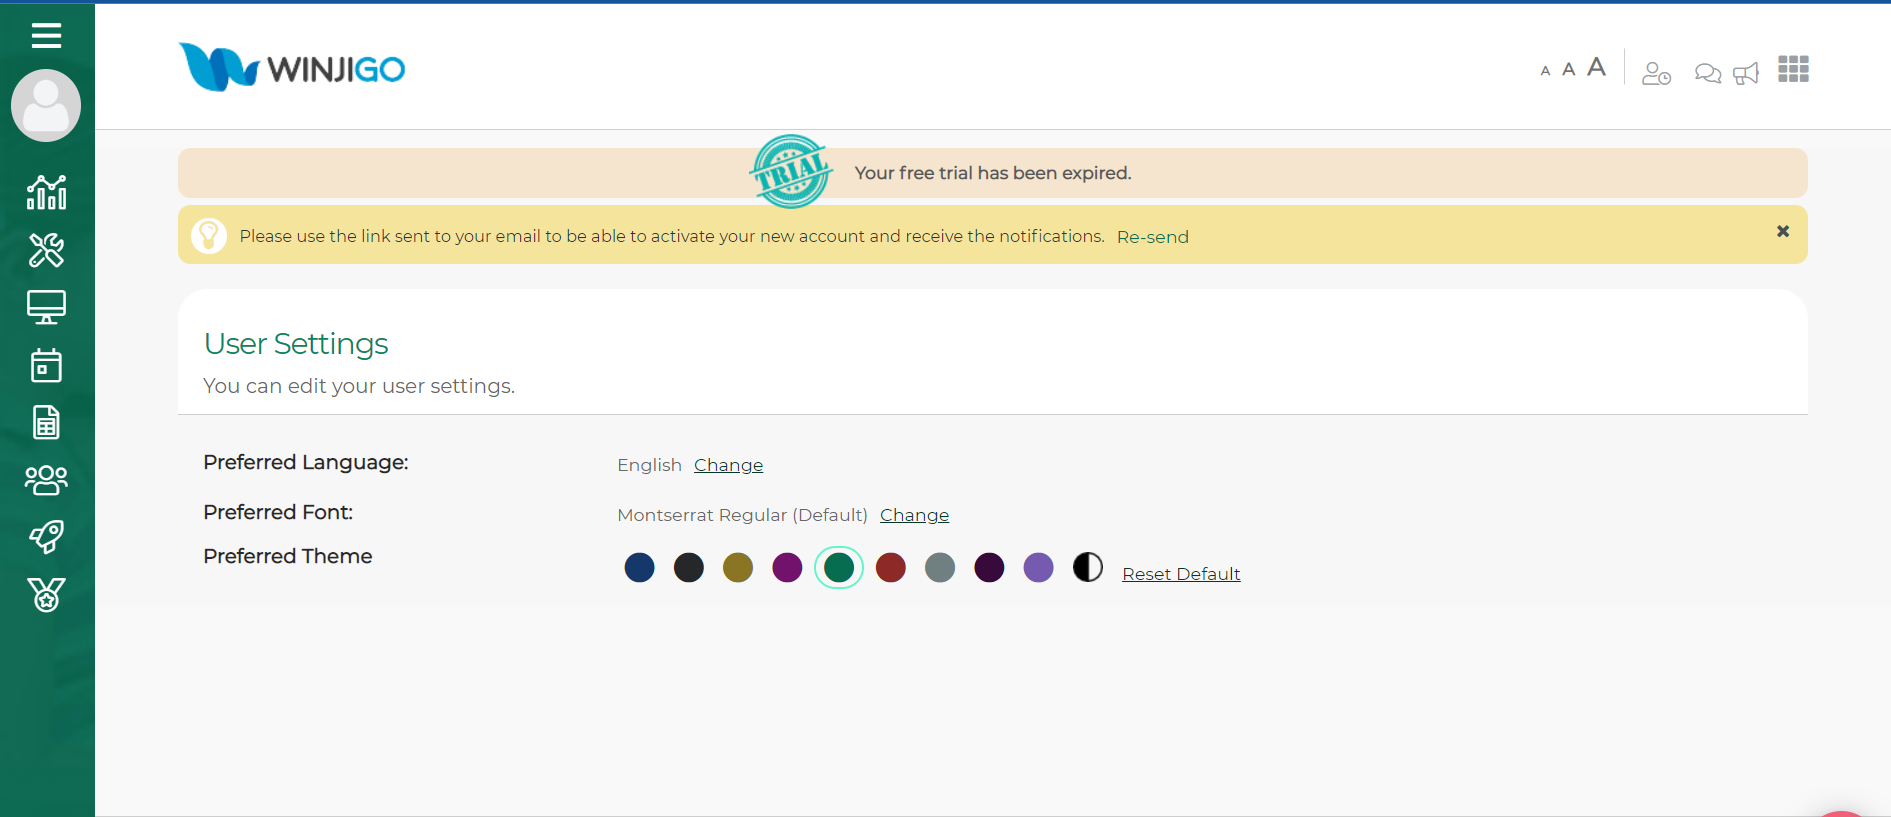 WINJIGO
A A A
TRIAL
Your free trial has been expired.
Please use the link sent to your email to be able to activate your new account and receive the notifications. Re-send
User Settings
You can edit your user settings.
Preferred Language: English Change
Preferred Font: Montserrat Regular (Default) Change
Preferred Theme Reset Default